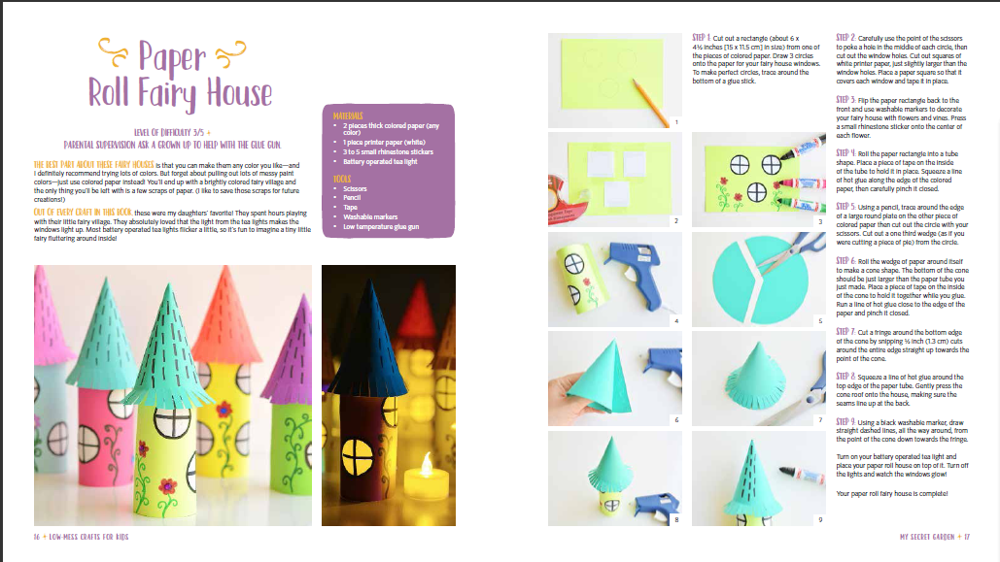 Paper
Roll Fairy House
LEVEL OF DIFFICULTY 3/5 +
PARENTAL SUPERVISION ASK A GROWN UP TO HELP WITH THE GLUE GUN.
THE BEST PART ABOUT THESE FAIRY HOUSES is that you can make them any color you like—and
I definitely recommend trying lots of colors. But forget about pulling out lots of messy paint
colors—just use colored paper instead! You'll end up with a brightly colored fairy village and
the only thing you'll be left with is a few scraps of paper. (I like to save those scraps for future
creations!)
OUT OF EVERY CRAFT IN THIS BOOK, these were my daughters' favorite! They spent hours playing
with their little fairy village. They absolutely loved that the light from the tea lights makes the
windows light up. Most battery operated tea lights flicker a little, so it's fun to imagine a tiny little
fairy fluttering around inside!
MATERIALS
• 2 pieces thick colored paper (any
color)
• 1 piece printer paper (white)
• 3 to 5 small rhinestone stickers
• Battery operated tea light
TOOLS
• Scissors
• Pencil
• Tape
• Washable markers
• Low temperature glue gun
16 + LOW-MESS CRAFTS FOR KIDS
1
2
3
4
5
6
7
8
9
STEP 1: Cut out a rectangle (about 6 x
4½ inches [15 x 11.5 cm] in size) from one of
the pieces of colored paper. Draw 3 circles
onto the paper for your fairy house windows.
To make perfect circles, trace around the
bottom of a glue stick.
STEP 2: Carefully use the point of the scissors
to poke a hole in the middle of each circle, then
cut out the window holes. Cut out squares of
white printer paper, just slightly larger than the
window holes. Place a paper square so that it
covers each window and tape it in place.
STEP 3: Flip the paper rectangle back to the
front and use washable markers to decorate
your fairy house with flowers and vines. Press
a small rhinestone sticker onto the center of
each flower.
STEP 4: Roll the paper rectangle into a tube
shape. Place a piece of tape on the inside
of the tube to hold it in place. Squeeze a line
of hot glue along the edge of the colored
paper, then carefully pinch it closed.
STEP 5: Using a pencil, trace around the edge
of a large round plate on the other piece of
colored paper then cut out the circle with your
scissors. Cut out a one third wedge (as if you
were cutting a piece of pie) from the circle.
STEP 6: Roll the wedge of paper around itself
to make a cone shape. The bottom of the cone
should be just larger than the paper tube you
just made. Place a piece of tape on the inside
of the cone to hold it together while you glue.
Run a line of hot glue close to the edge of the
paper and pinch it closed.
STEP 7: Cut a fringe around the bottom edge
of the cone by snipping ½ inch (1.3 cm) cuts
around the entire edge straight up towards the
point of the cone.
STEP 8: Squeeze a line of hot glue around the
top edge of the paper tube. Gently press the
cone roof onto the house, making sure the
seams line up at the back.
STEP 9: Using a black washable marker, draw
straight dashed lines, all the way around, from
the point of the cone down towards the fringe.
Turn on your battery operated tea light and
place your paper roll house on top of it. Turn off
the lights and watch the windows glow!
Your paper roll fairy house is complete!
MY SECRET GARDEN + 17